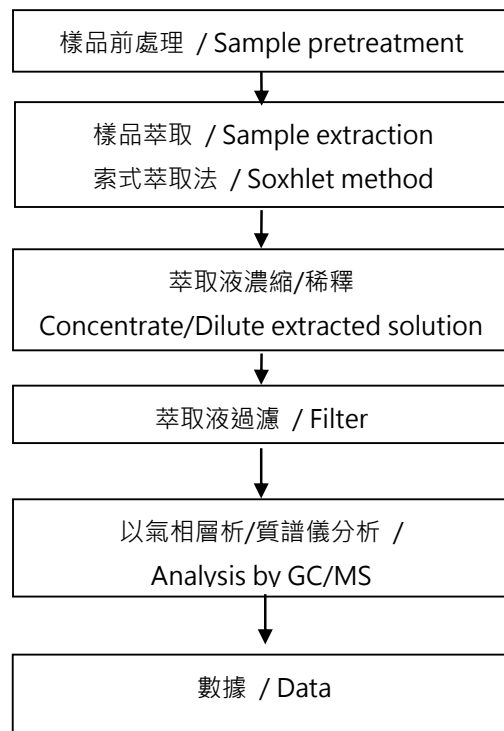 樣品前處理 / Sample pretreatment
樣品萃取 / Sample extraction
索式萃取法 / Soxhlet method
萃取液濃縮/稀釋
Concentrate/Dilute extracted solution
萃取液過濾 / Filter
以氣相層析/質譜儀分析 /
Analysis by GC/MS
數據 / Data